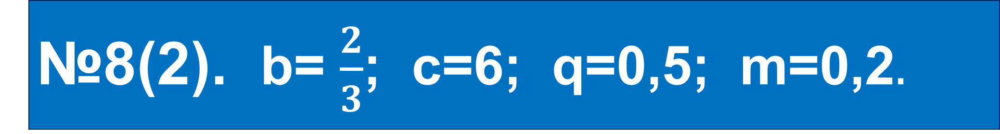 №8(2). b= 2/3; c=6; q=0,5; m=0,2.